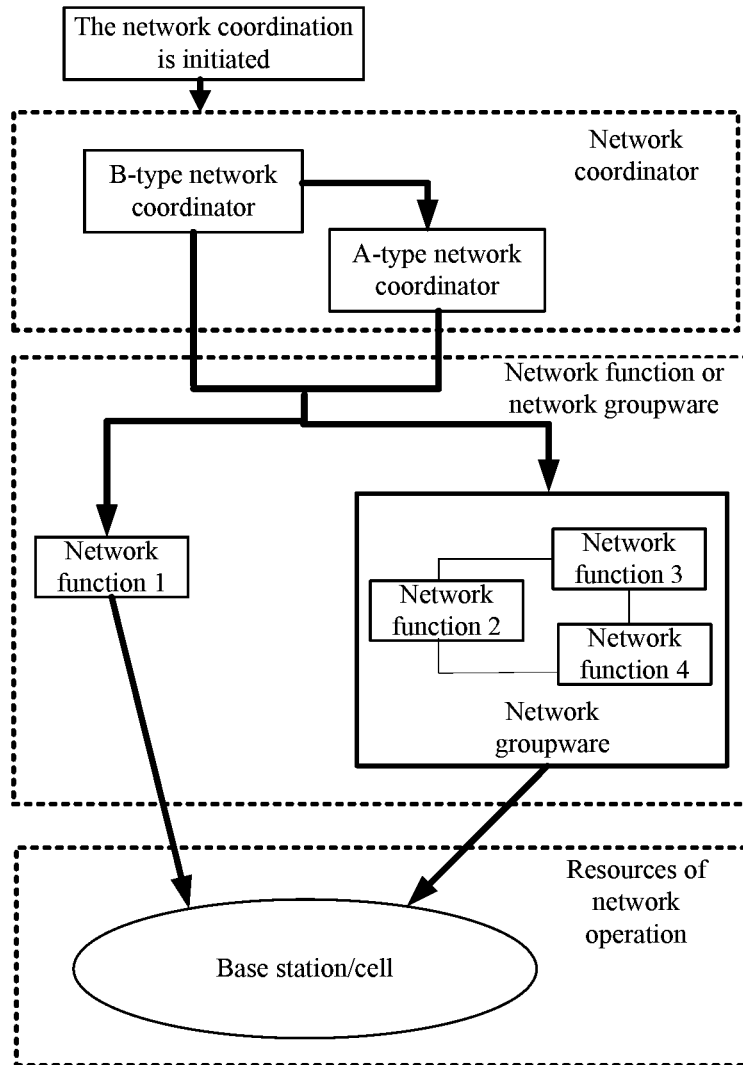 The network coordination
is initiated
Network
coordinator
B-type network
coordinator
A-type network
coordinator
Network function or
network groupware
Network
function 1
Network
function 3
Network
function 2
Network
function 4
Network
groupware
Resources of
network
operation
Base station/cell